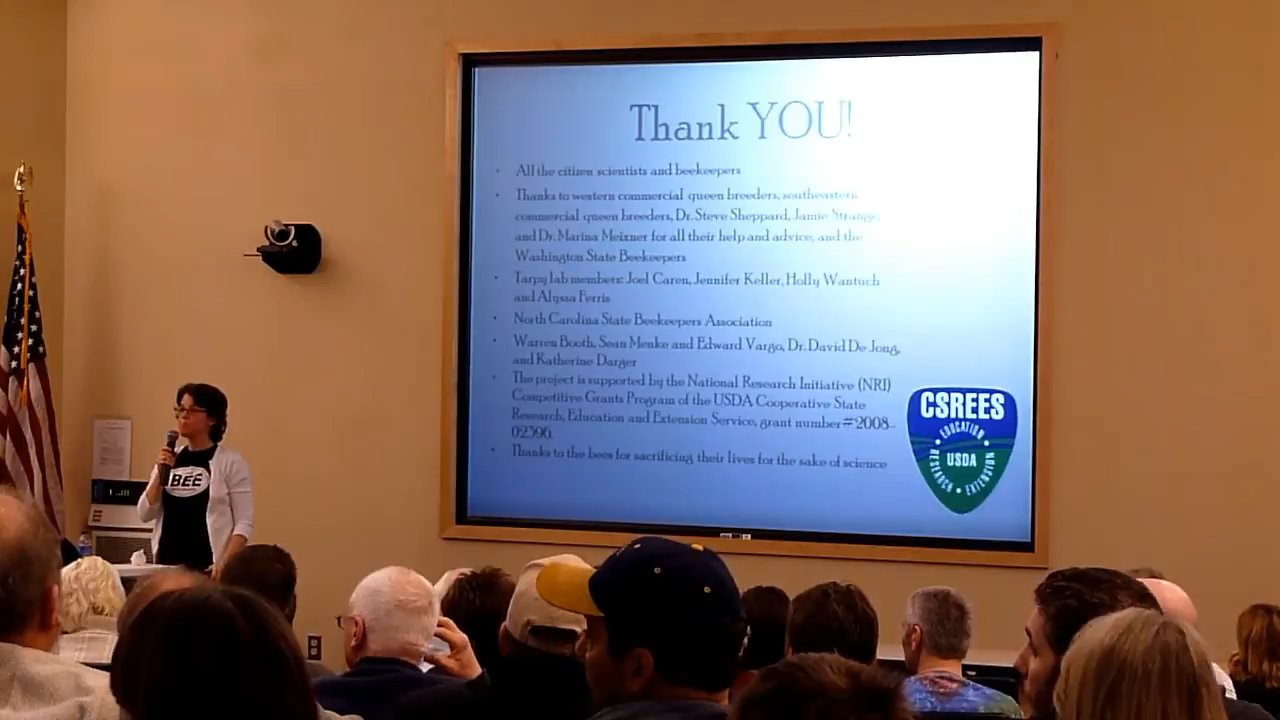 Thank YOU!
• All the citizen scientists and beekeepers
• Thanks to western commercial queen breeders, southeastern
commercial queen breeders, Dr. Steve Sheppard, Jamie Strange,
and Dr. Marina Meixner for all their help and advice, and the
Washington State Beekeepers
• Tarpy lab members: Joel Caren, Jennifer Keller, Holly Wantuch
and Alyssa Ferris
• North Carolina State Beekeepers Association
• Warren Booth, Sean Menke and Edward Vargo, Dr. David De Jong,
and Katherine Darger
• The project is supported by the National Research Initiative (NRI)
Competitive Grants Program of the USDA Cooperative State
Research, Education and Extension Service, grant number #2008-
02396.
• Thanks to the bees for sacrificing their lives for the sake of science
CSREES
EDUCATION
USDA
RESEARCH • EXTENSION
BEE